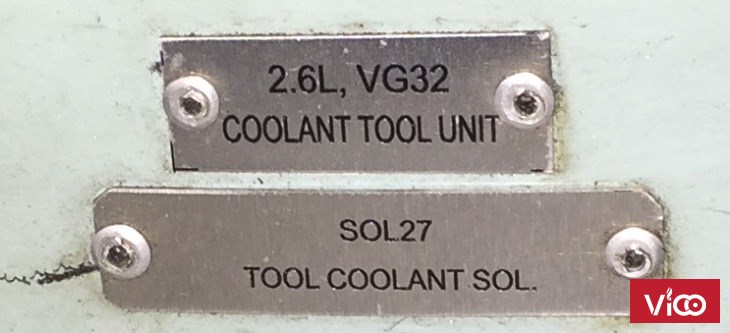 2.6L, VG32
COOLANT TOOL UNIT
SOL27
TOOL COOLANT SOL.
Vico